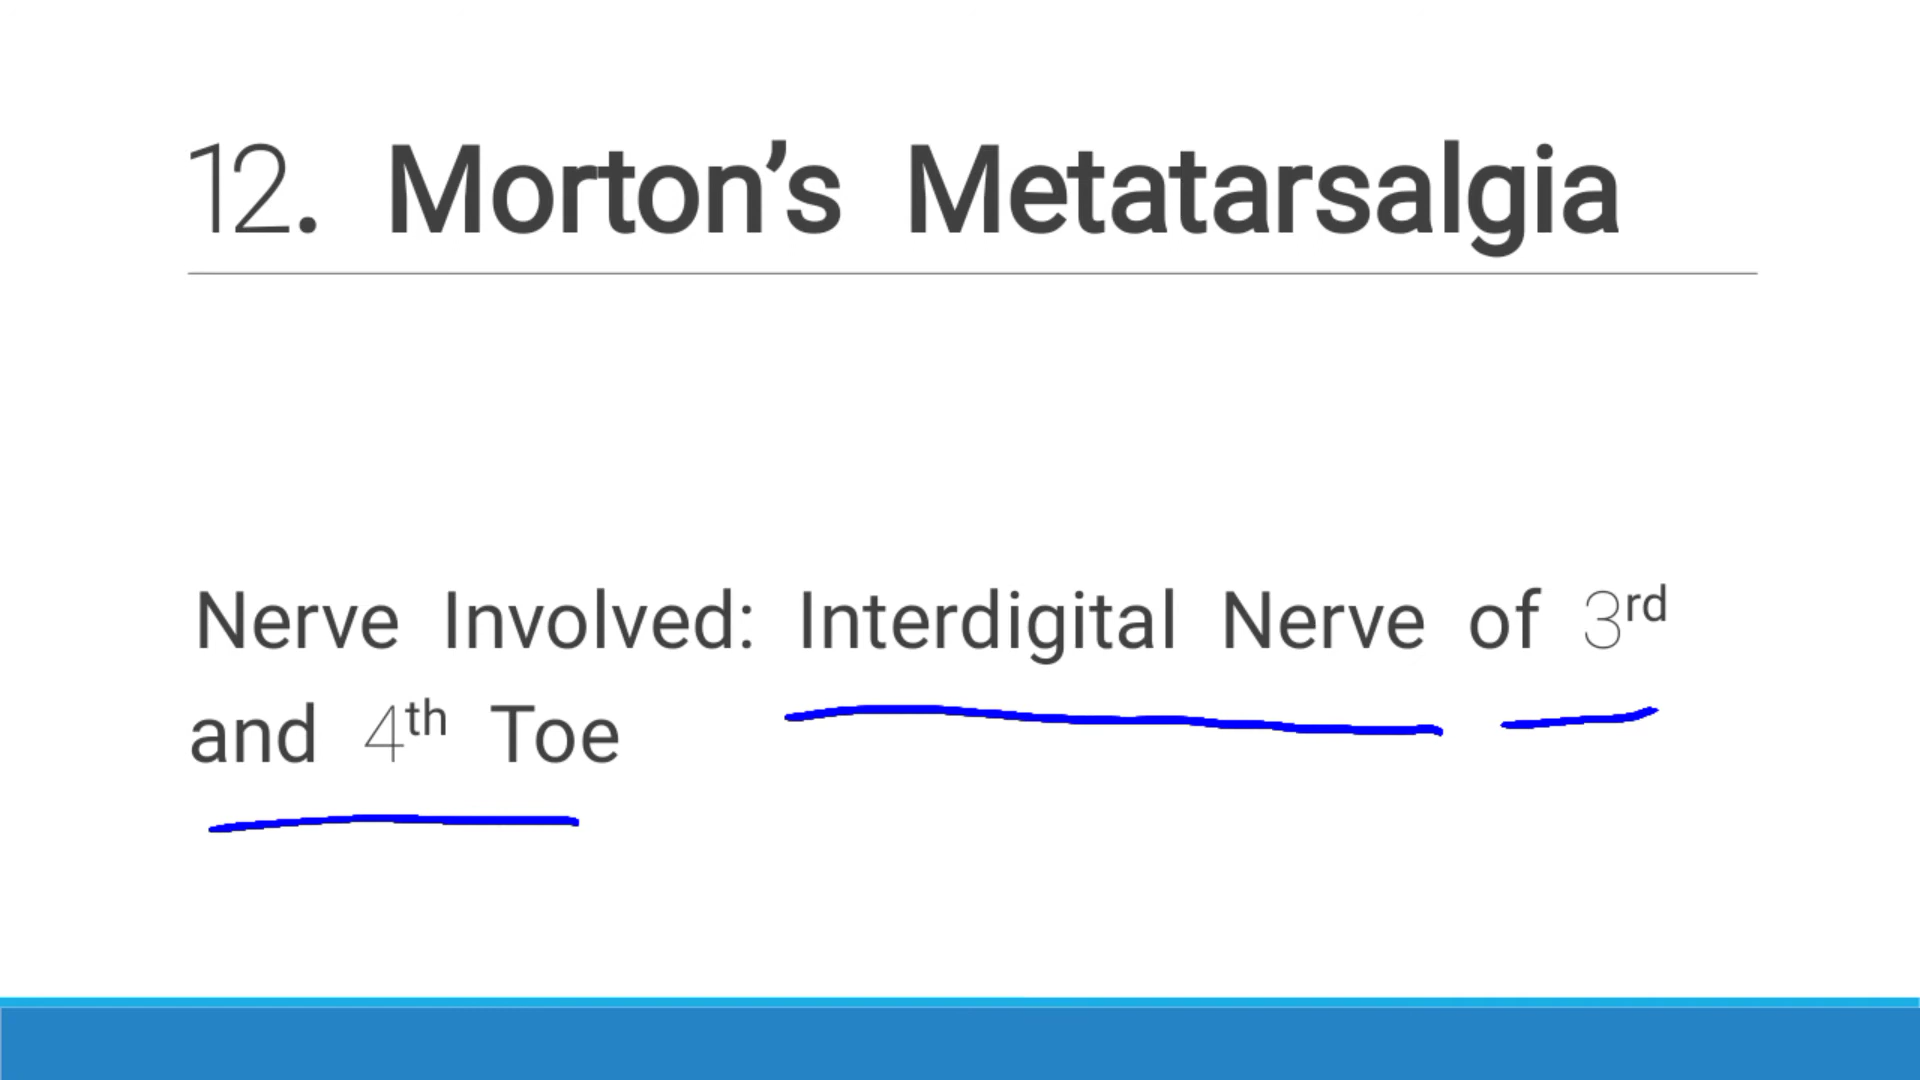 12. Morton’s Metatarsalgia
Nerve Involved: Interdigital Nerve of 3rd
and 4th Toe